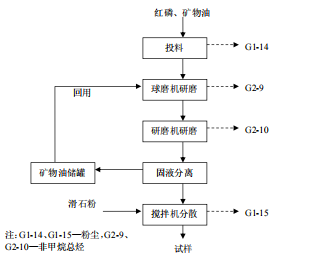 红磷、矿物油
投料
G1-14
回用
球磨机研磨
G2-9
研磨机研磨
G2-10
矿物油储罐
固液分离
滑石粉
搅拌机分散
G1-15
注: G1-14、G1-15—粉尘、G2-9、
G2-10—非甲烷总烃
试样